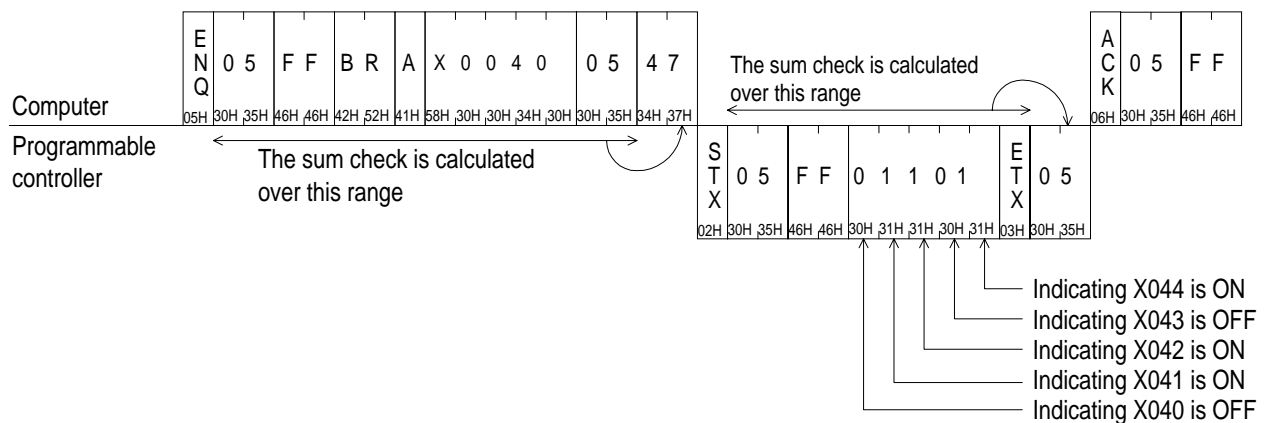 ENQ 0 5 F F B R A X 0 0 4 0 0 5 4 7
Computer
05H 30H 35H 46H 46H 42H 52H 41H 58H 30H 30H 34H 30H 30H 35H 34H 37H
The sum check is calculated
over this range
ACK 0 5 F F
06H 30H 35H 46H 46H
Programmable
controller
The sum check is calculated
over this range
STX 0 5 F F 0 1 1 0 1 ETX 0 5
02H 30H 35H 46H 46H 30H 31H 31H 30H 31H 03H 30H 35H
Indicating X044 is ON
Indicating X043 is OFF
Indicating X042 is ON
Indicating X041 is ON
Indicating X040 is OFF